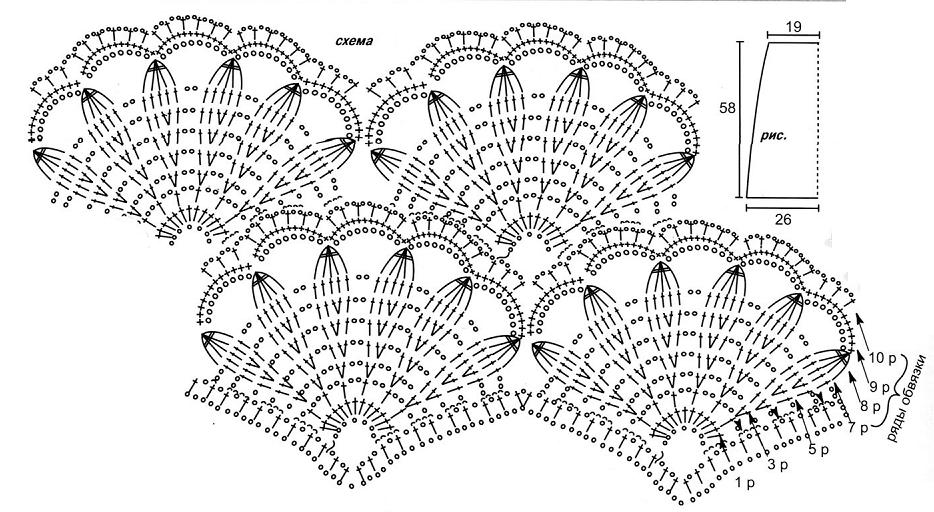 схема
19
58
рис.
26
10 р
9 р
8 р
7 р
5 р
3 р
1 р
ряды обвязки